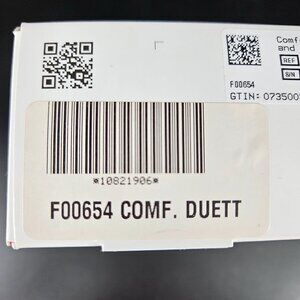 Comf
and
REF
S/N
F00654
GTIN: 073500
*10821906*
F00654 COMF. DUETT